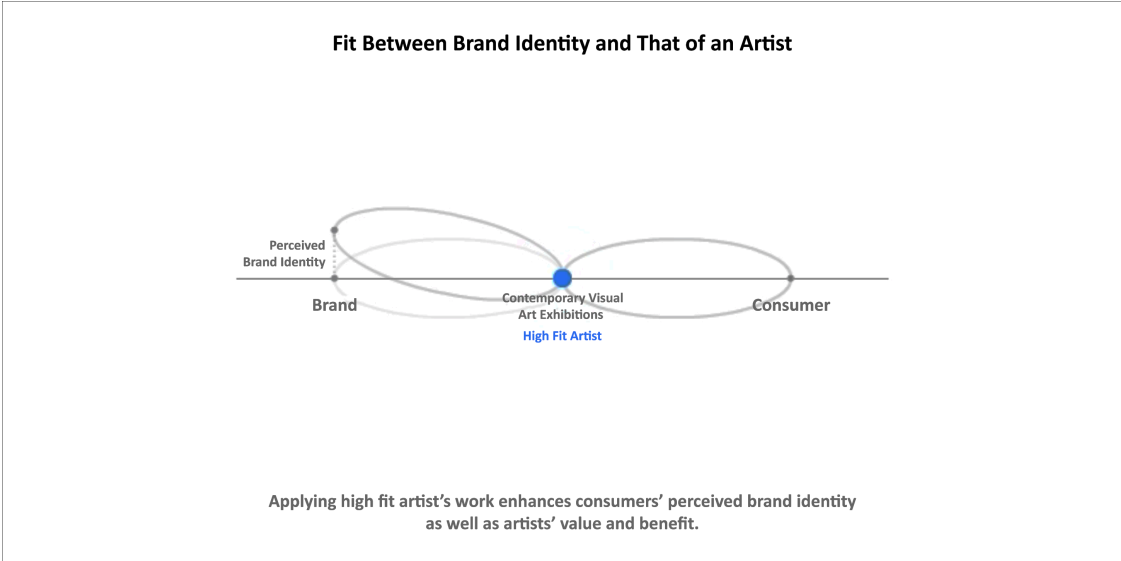 Fit Between Brand Identity and That of an Artist
Perceived
Brand Identity
Brand
Contemporary Visual
Art Exhibitions
High Fit Artist
Consumer
Applying high fit artist’s work enhances consumers’ perceived brand identity
as well as artists’ value and benefit.